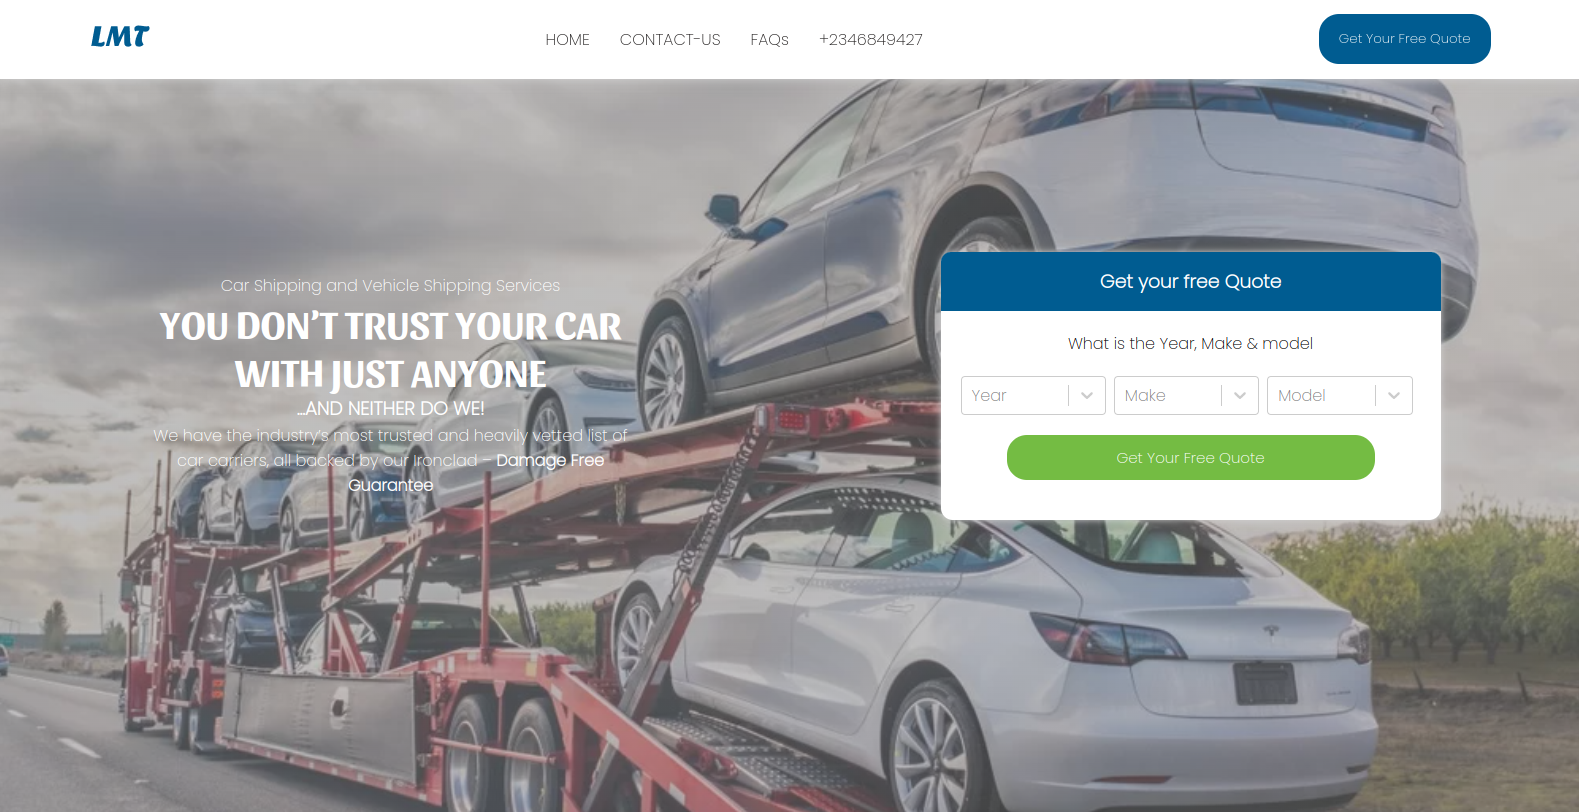 LMT
HOME CONTACT-US FAQs +2346849427
Get Your Free Quote
Car Shipping and Vehicle Shipping Services
YOU DON'T TRUST YOUR CAR
WITH JUST ANYONE
...AND NEITHER DO WE!
We have the industry's most trusted and heavily vetted list of
car carriers, all backed by our Ironclad – Damage Free
Guarantee
Get your free Quote
What is the Year, Make & model
Year Make Model
Get Your Free Quote